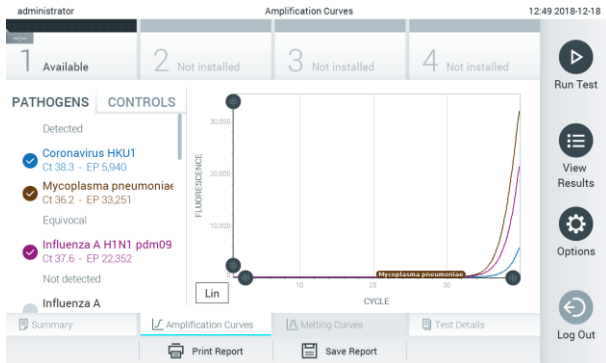 administrator
Amplification Curves
12:49 2018-12-18
1 Available
2 Not installed
3 Not installed
4 Not installed
Run Test
View
Results
Options
Log Out
PATHOGENS
CONTROLS
Detected
Coronavirus HKU1
Ct 38.3 - EP 5,940
Mycoplasma pneumoniae
Ct 36.2 - EP 33,251
Equivocal
Influenza A H1N1 pdm09
Ct 37.6 - EP 22,352
Not detected
Influenza A
FLUORESCENCE
30,000
20,000
10,000
0
Mycoplasma pneumoniae
10
20
30
CYCLE
Lin
Summary
Amplification Curves
Melting Curves
Test Details
Print Report
Save Report